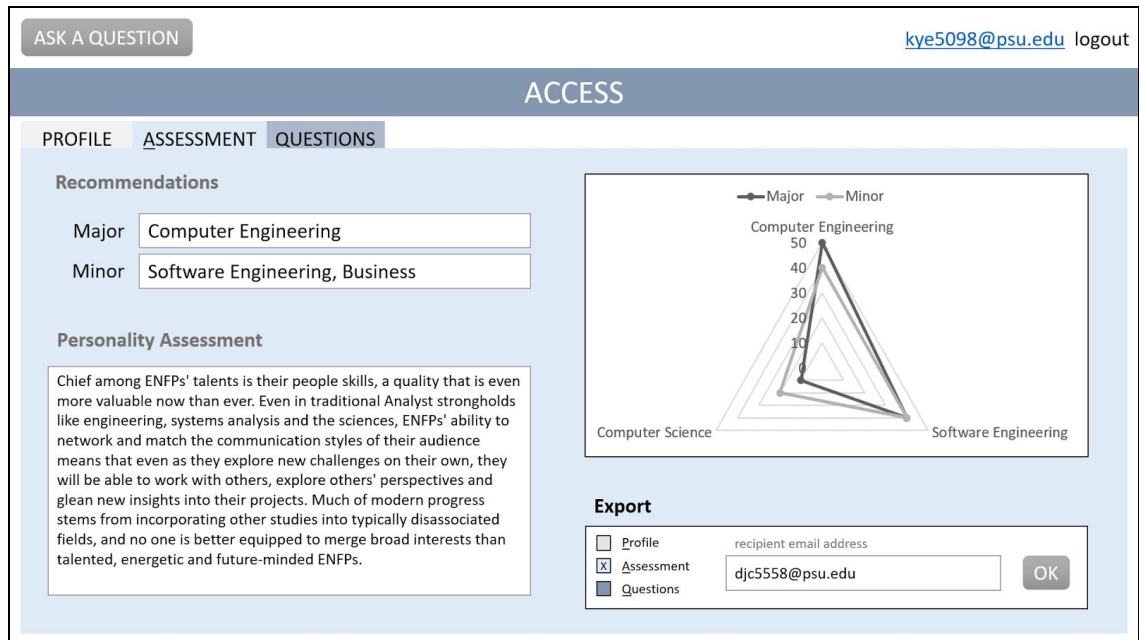 ASK A QUESTION
kye5098@psu.edu logout
ACCESS
PROFILE ASSESSMENT QUESTIONS
Recommendations
Major Computer Engineering
Minor Software Engineering, Business
Personality Assessment
Chief among ENFPs' talents is their people skills, a quality that is even
more valuable now than ever. Even in traditional Analyst strongholds
like engineering, systems analysis and the sciences, ENFPs' ability to
network and match the communication styles of their audience
means that even as they explore new challenges on their own, they
will be able to work with others, explore others' perspectives and
glean new insights into their projects. Much of modern progress
stems from incorporating other studies into typically disassociated
fields, and no one is better equipped to merge broad interests than
talented, energetic and future-minded ENFPs.
Major Minor
Computer Engineering
50
40
30
20
10
0
Computer Science Software Engineering
Export
Profile
X Assessment
Questions
recipient email address
djc5558@psu.edu
OK